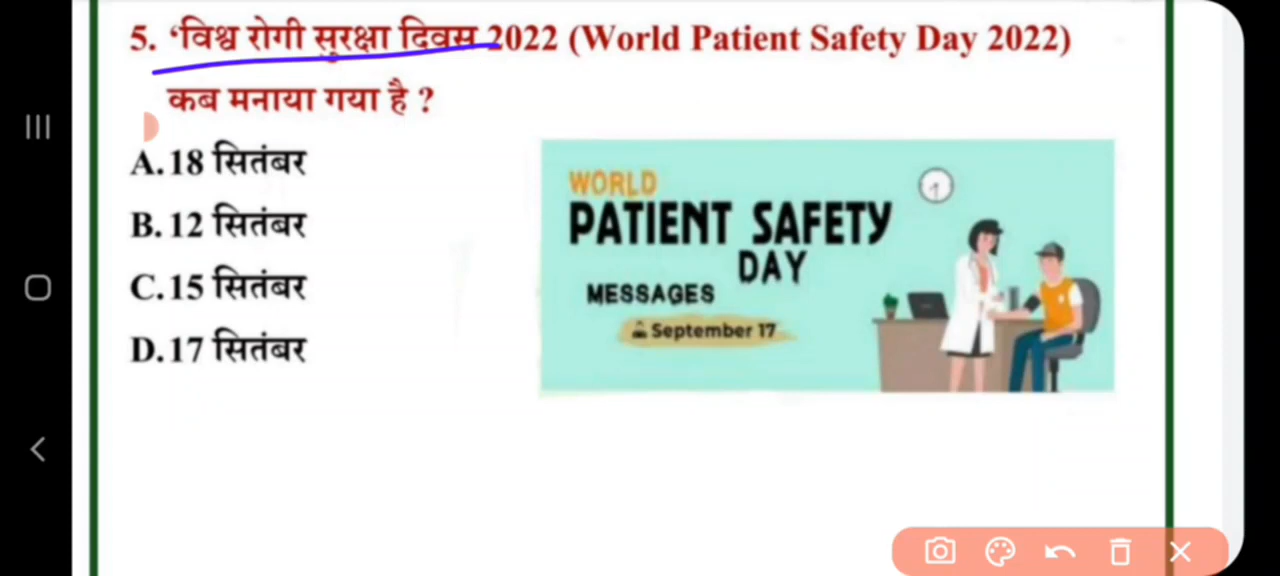 5. ‘विश्व रोगी सुरक्षा दिवस 2022 (World Patient Safety Day 2022)
कब मनाया गया है ?
A. 18 सितंबर
B. 12 सितंबर
C. 15 सितंबर
D. 17 सितंबर
WORLD
PATIENT SAFETY
DAY
MESSAGES
September 17